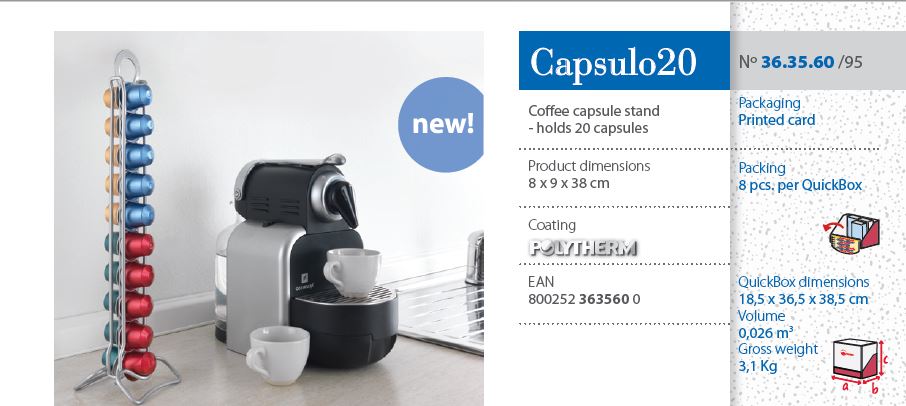 new!
Capsulo20
Nº 36.35.60 /95
Coffee capsule stand
- holds 20 capsules
Product dimensions
8 x 9 x 38 cm
Coating
POLYTHERM
EAN
800252 363560 0
Packaging
Printed card
Packing
8 pcs. per QuickBox
QuickBox dimensions
18,5 x 36,5 x 38,5 cm
Volume
0,026 m³
Gross weight
3,1 Kg
a
b
c